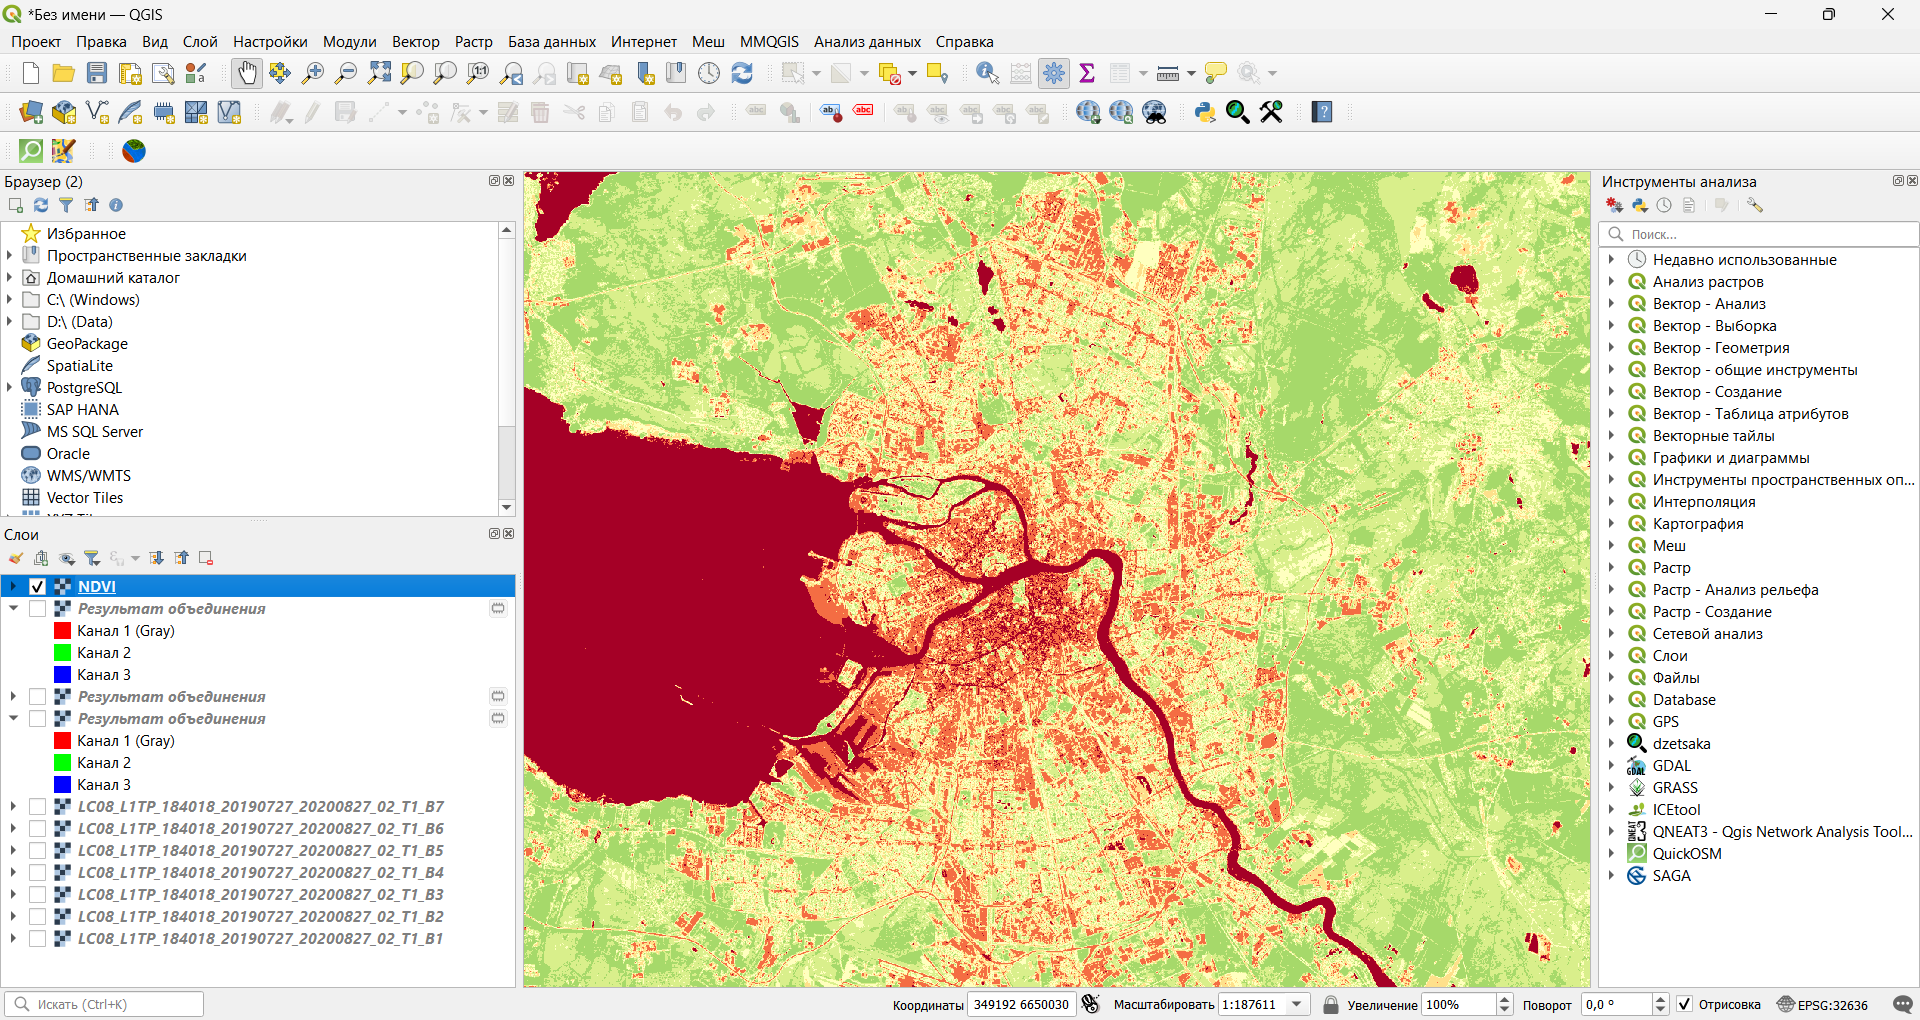 *Без имени — QGIS
Проект Правка Вид Слой Настройки Модули Вектор Растр База данных Интернет Меш MMQGIS Анализ данных Справка
Браузер (2)
Избранное
Пространственные закладки
Домашний каталог
C:\ (Windows)
D:\ (Data)
GeoPackage
SpatiaLite
PostgreSQL
SAP HANA
MS SQL Server
Oracle
WMS/WMTS
Vector Tiles
Слои
NDVI
Результат объединения
Канал 1 (Gray)
Канал 2
Канал 3
Результат объединения
Результат объединения
Канал 1 (Gray)
Канал 2
Канал 3
LC08_L1TP_184018_20190727_20200827_02_T1_B7
LC08_L1TP_184018_20190727_20200827_02_T1_B6
LC08_L1TP_184018_20190727_20200827_02_T1_B5
LC08_L1TP_184018_20190727_20200827_02_T1_B4
LC08_L1TP_184018_20190727_20200827_02_T1_B3
LC08_L1TP_184018_20190727_20200827_02_T1_B2
LC08_L1TP_184018_20190727_20200827_02_T1_B1
Инструменты анализа
Поиск...
Недавно использованные
Анализ растров
Вектор - Анализ
Вектор - Выборка
Вектор - Геометрия
Вектор - общие инструменты
Вектор - Создание
Вектор - Таблица атрибутов
Векторные тайлы
Графики и диаграммы
Инструменты пространственных оп...
Интерполяция
Картография
Меш
Растр
Растр - Анализ рельефа
Растр - Создание
Сетевой анализ
Слои
Файлы
Database
GPS
dzetsaka
GDAL
GRASS
ICEtool
QNEAT3 - Qgis Network Analysis Tool...
QuickOSM
SAGA
Искать (Ctrl+K)
Координаты 349192 6650030 Масштабировать 1:187611 Увеличение 100% Поворот 0,0 ° Отрисовка EPSG:32636